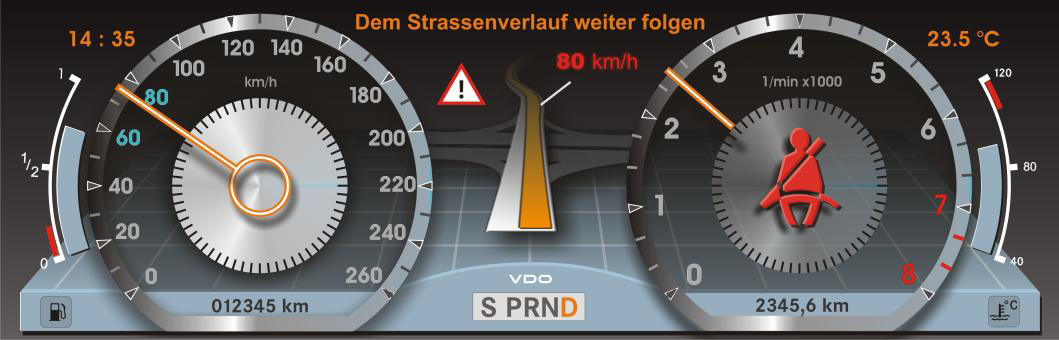 Dem Strassenverlauf weiter folgen
14 : 35
23.5 °C
80 km/h
!
km/h
0
20
40
60
80
100
120
140
160
180
200
220
240
260
012345 km
1
1/2
0
VDO
S PRND
1/min x1000
0
1
2
3
4
5
6
7
8
2345,6 km
120
80
40
°C